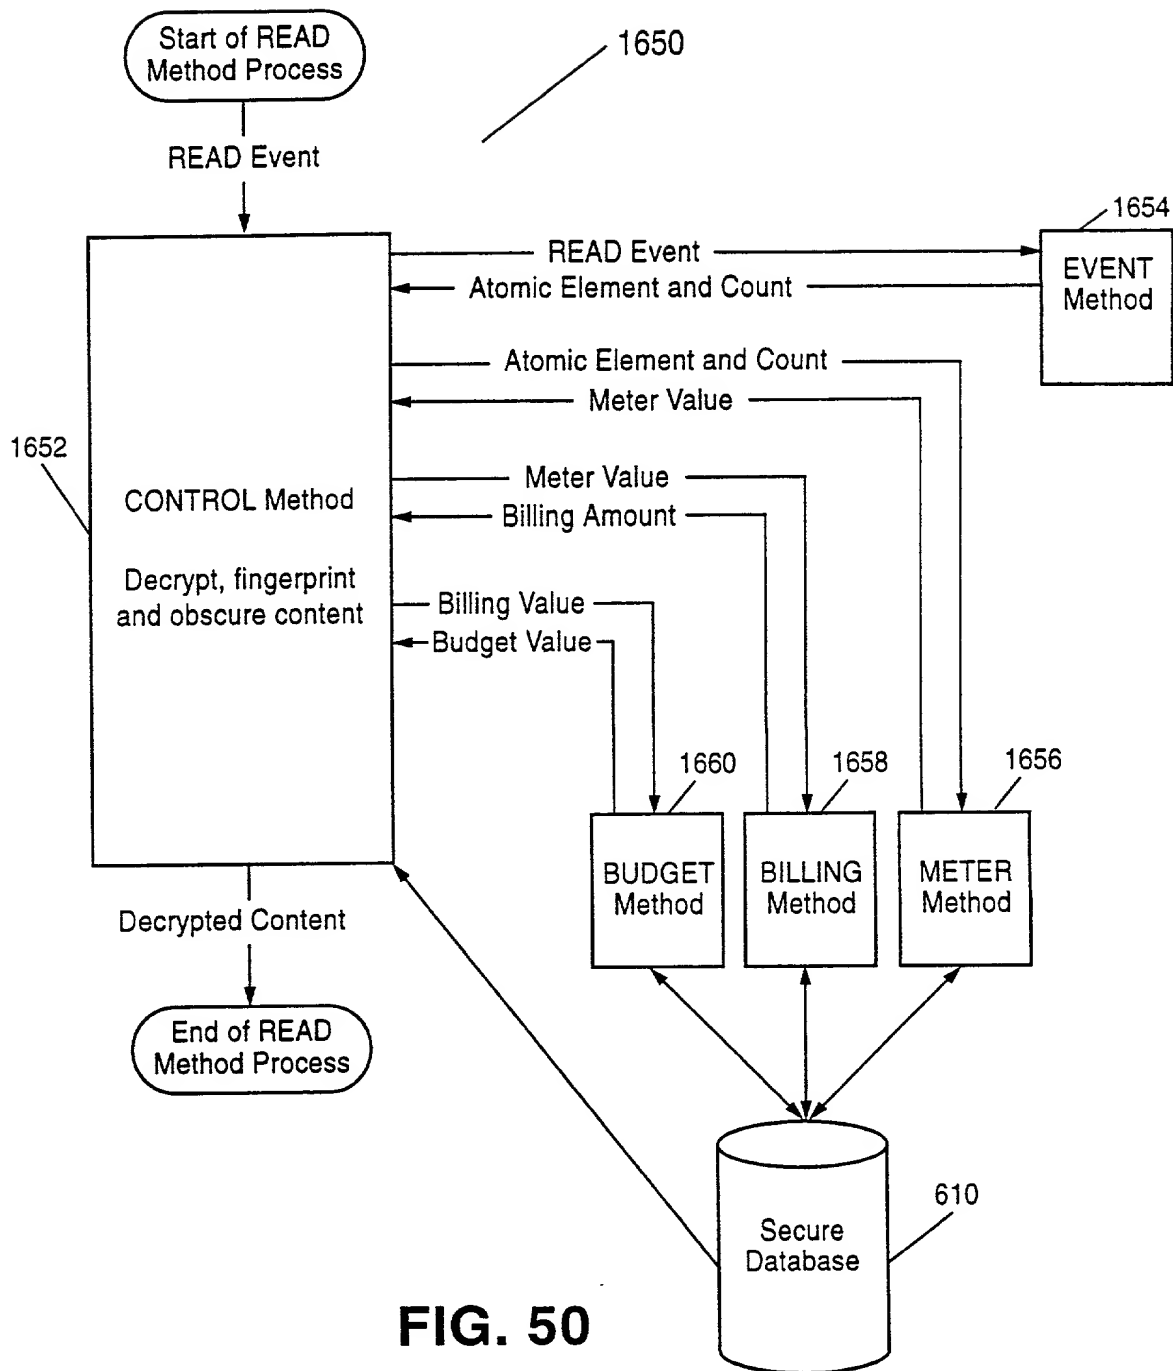 Start of READ
Method Process
1650
READ Event
1654
READ Event
EVENT
Method
Atomic Element and Count
Atomic Element and Count
Meter Value
1652
Meter Value
CONTROL Method
Billing Amount
Decrypt, fingerprint
and obscure content
Billing Value
Budget Value
1660
1658
1656
BUDGET
Method
BILLING
Method
METER
Method
Decrypted Content
End of READ
Method Process
610
Secure
Database
FIG. 50